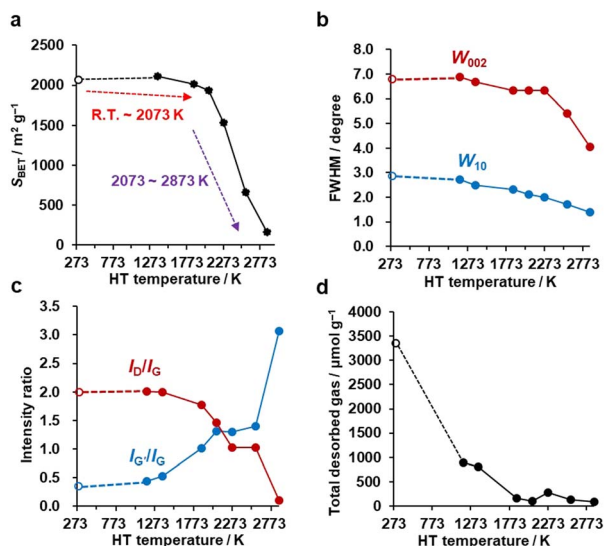 a
2500
2000
1500
1000
500
0
S_BET / m² g⁻¹
R.T. ~ 2073 K
2073 ~ 2873 K
273 773 1273 1773 2273 2773
HT temperature / K
b
8.0
7.0
6.0
5.0
4.0
3.0
2.0
1.0
0.0
FWHM / degree
W₀₀₂
W₁₀
273 773 1273 1773 2273 2773
HT temperature / K
c
3.5
3.0
2.5
2.0
1.5
1.0
0.5
0.0
Intensity ratio
I_D/I_G
I_G'/I_G
273 773 1273 1773 2273 2773
HT temperature / K
d
4000
3500
3000
2500
2000
1500
1000
500
0
Total desorbed gas / μmol g⁻¹
273 773 1273 1773 2273 2773
HT temperature / K